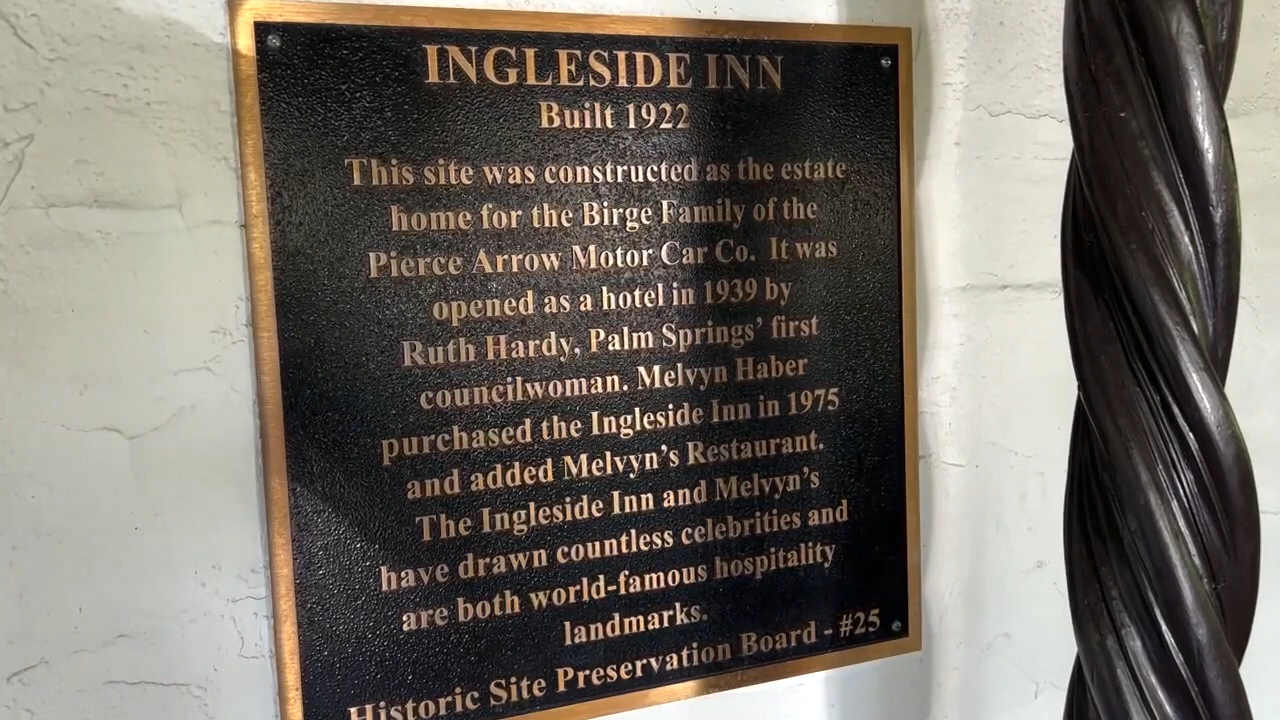 INGLESIDE INN
Built 1922
This site was constructed as the estate
home for the Birge Family of the
Pierce Arrow Motor Car Co. It was
opened as a hotel in 1939 by
Ruth Hardy, Palm Springs’ first
councilwoman. Melvyn Haber
purchased the Ingleside Inn in 1975
and added Melvyn’s Restaurant.
The Ingleside Inn and Melvyn’s
have drawn countless celebrities and
are both world-famous hospitality
landmarks.
Historic Site Preservation Board - #25